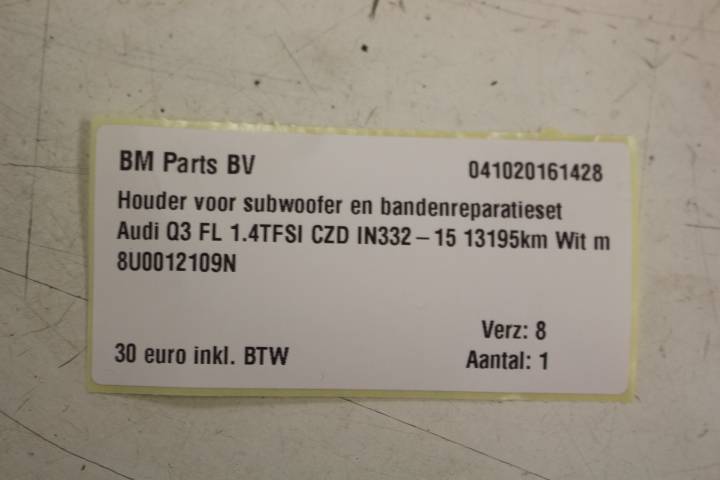 BM Parts BV 041020161428
Houder voor subwoofer en bandenreparatieset
Audi Q3 FL 1.4TFSI CZD IN332 – 15 13195km Wit m
8U0012109N
Verz: 8
30 euro inkl. BTW Aantal: 1